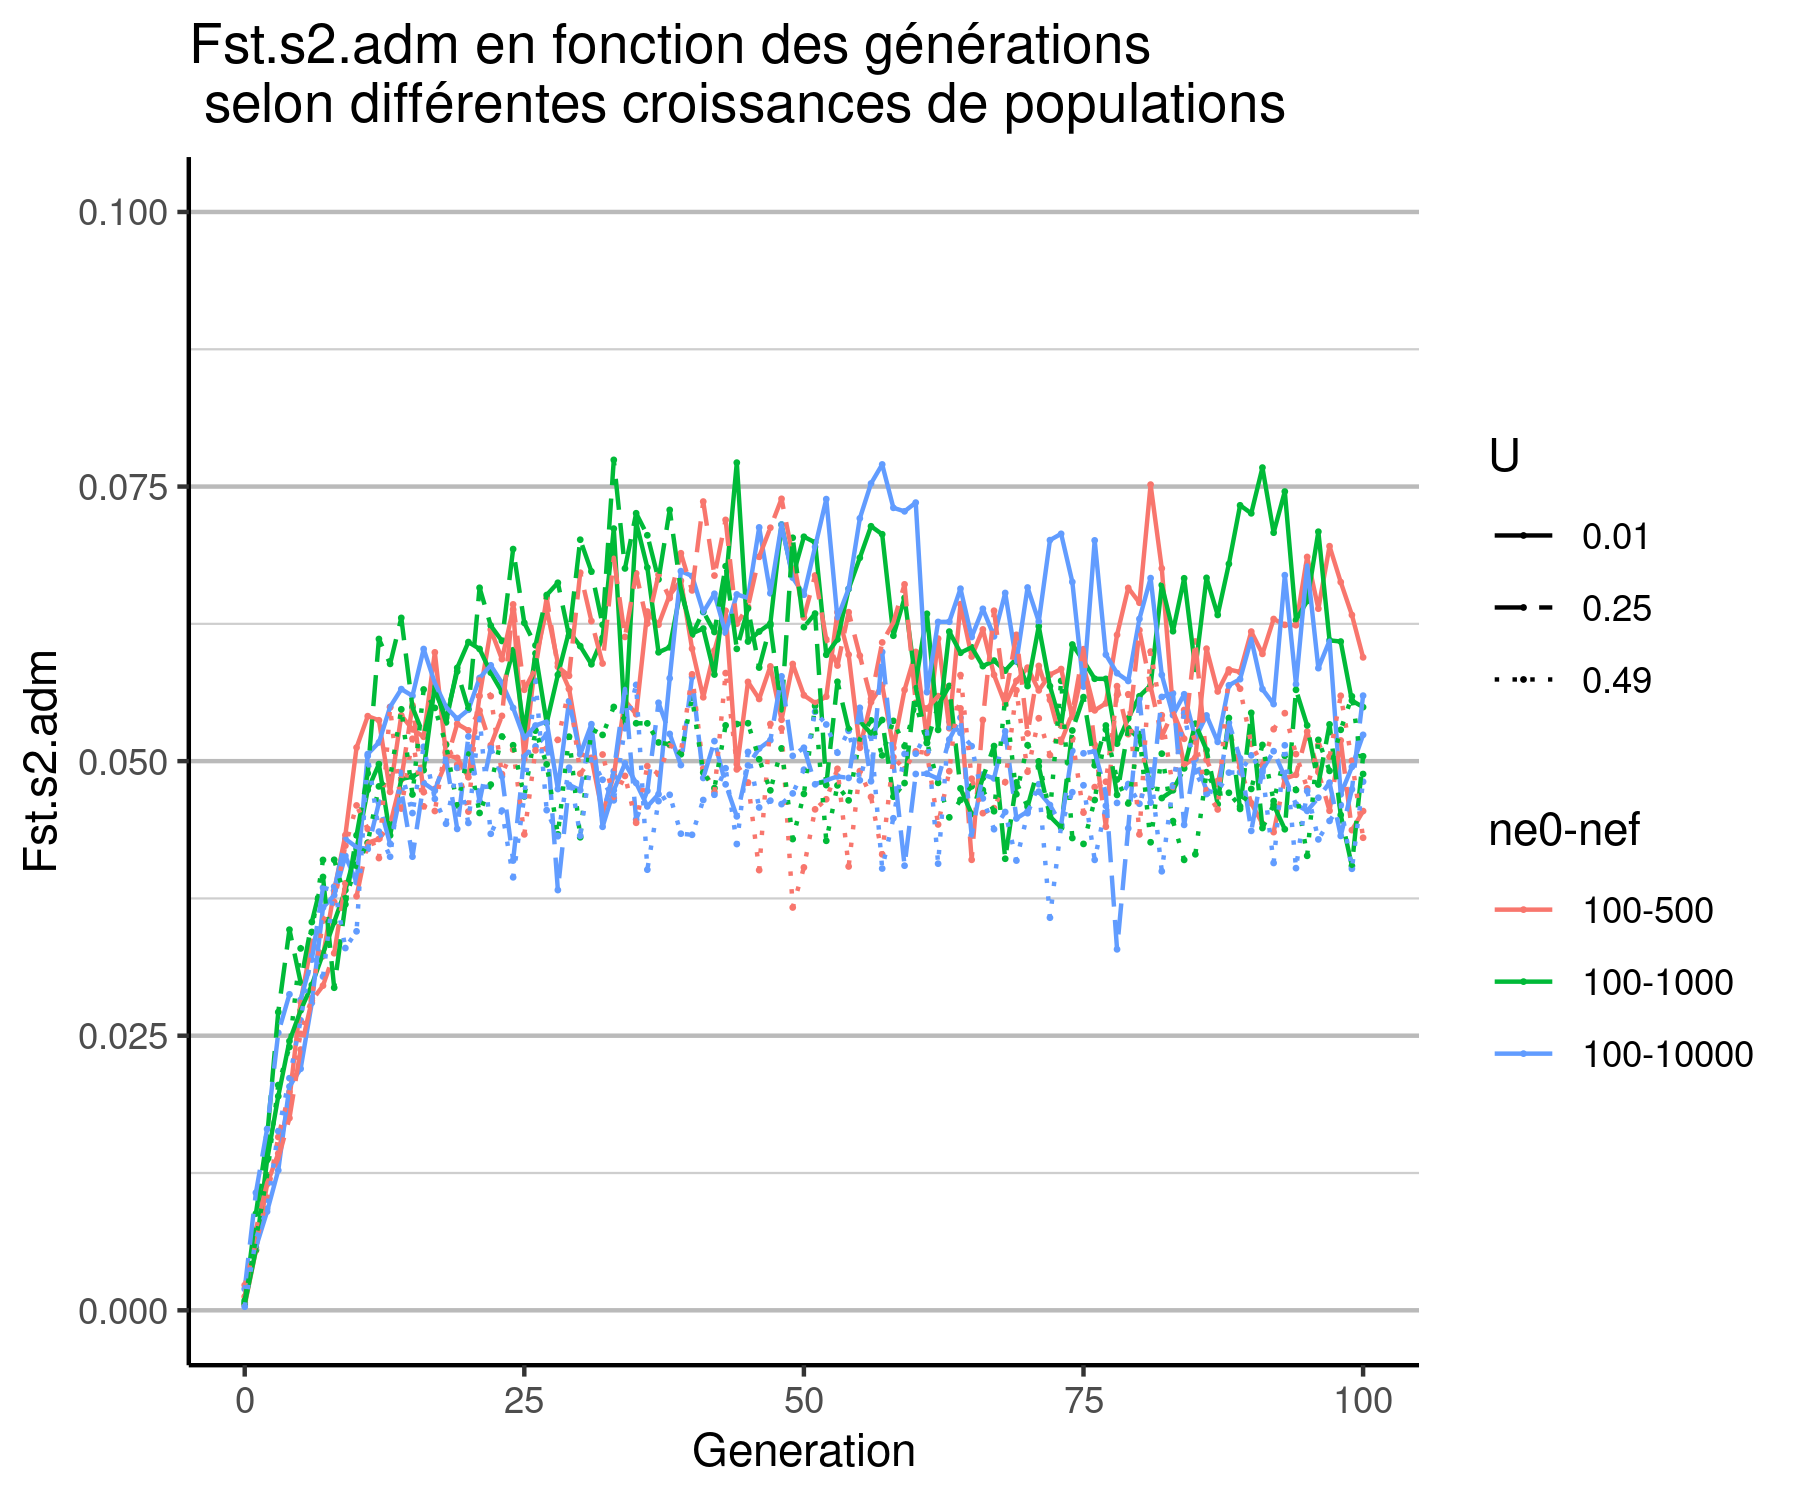 Fst.s2.adm en fonction des générations
selon différentes croissances de populations
0.100
0.075
0.050
0.025
0.000
Fst.s2.adm
0
25
50
75
100
Generation
U
0.01
0.25
0.49
ne0-nef
100-500
100-1000
100-10000